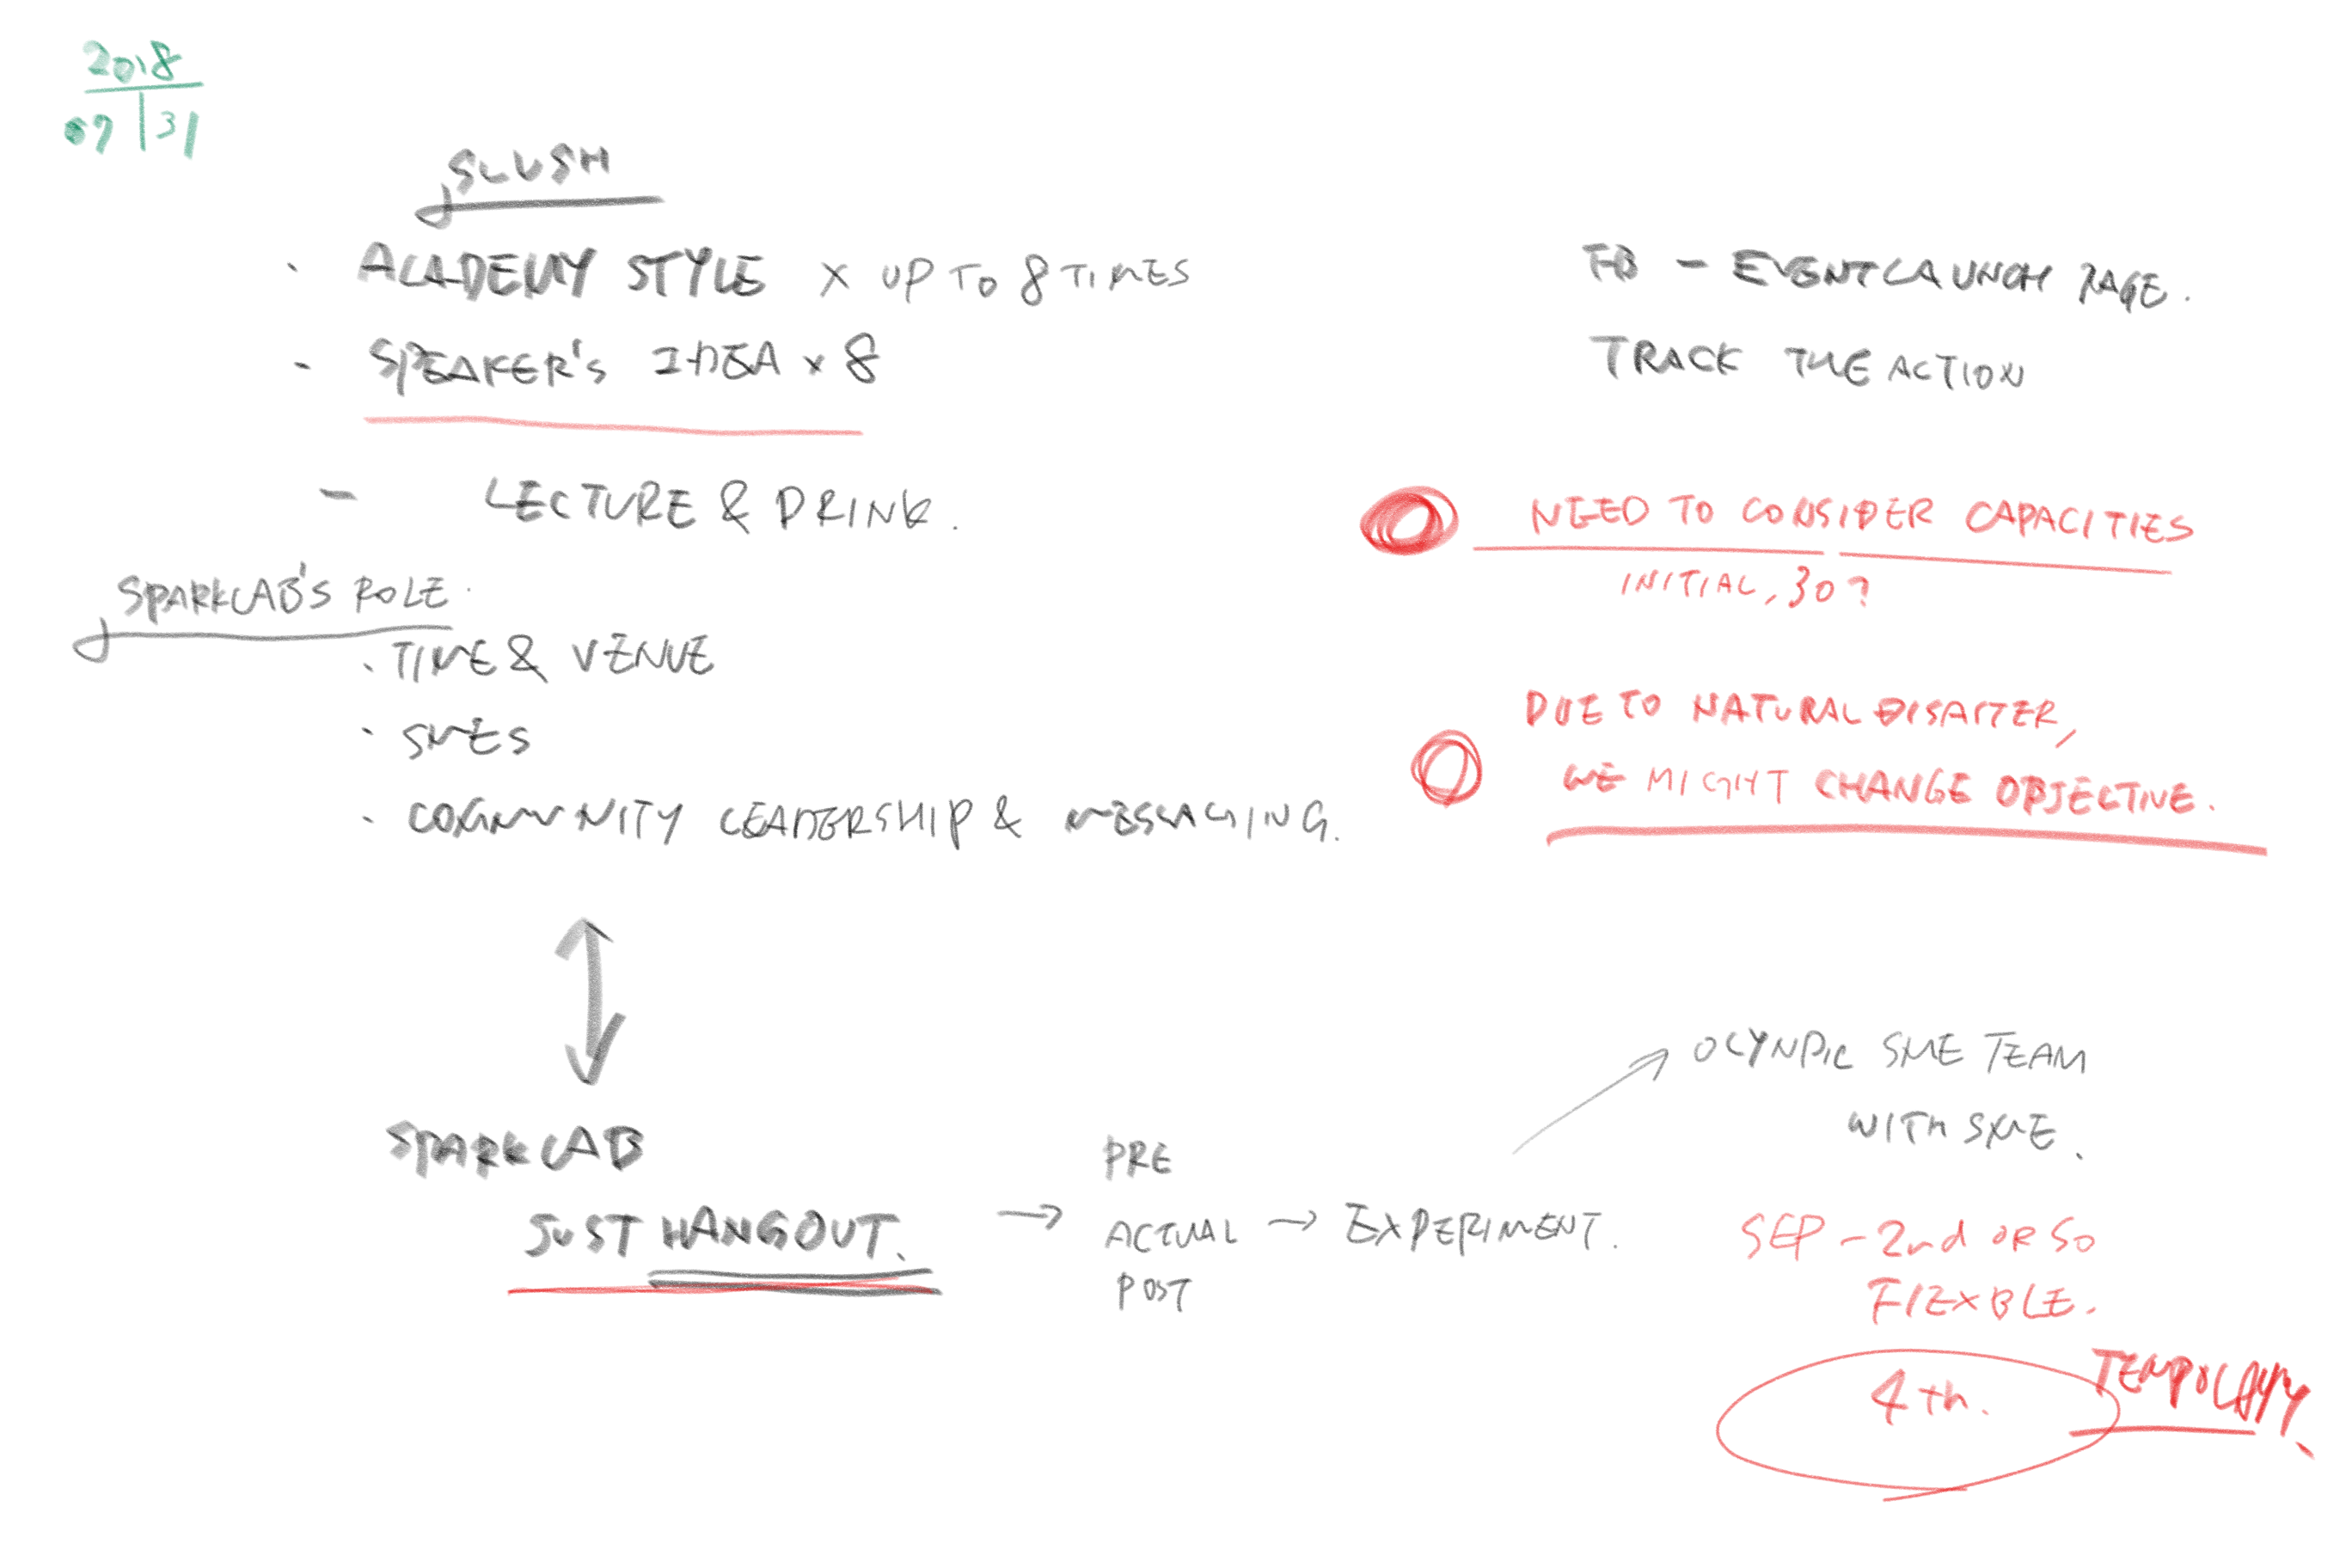 2018
07 31
SLUSH
· ACADEMY STYLE × UP TO 8 TIMES
- SPEAKER'S IDEA × 8
- LECTURE & DRINK.
SPARKLAB'S ROLE.
· TIME & VENUE
· SMES
· COMMUNITY LEADERSHIP & MESSAGING.
SPARKLAB
JUST HANGOUT.
→ PRE
ACTUAL → EXPERIMENT.
POST
FB - EVENT LAUNCH PAGE.
TRACK THE ACTION
NEED TO CONSIDER CAPACITIES
INITIAL, 30?
DUE TO NATURAL DISASTER,
WE MIGHT CHANGE OBJECTIVE.
OLYNPIC SME TEAM
WITH SME.
SEP - 2nd OR SO
FLEXBLE.
4th.
TEMPOLARY.